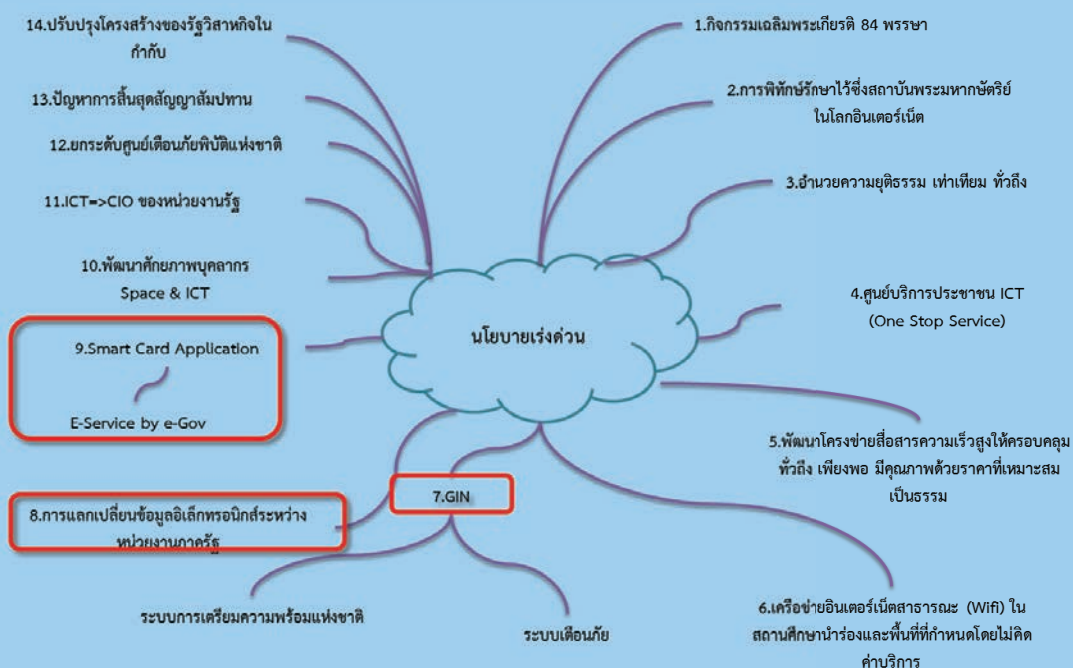 14.ปรับปรุงโครงสร้างของรัฐวิสาหกิจใน
กำกับ
13.ปัญหาการสิ้นสุดสัญญาสัมปทาน
12.ยกระดับศูนย์เตือนภัยพิบัติแห่งชาติ
11.ICT=>CIO ของหน่วยงานรัฐ
10.พัฒนาศักยภาพบุคลากร
Space & ICT
9.Smart Card Application
E-Service by e-Gov
8.การแลกเปลี่ยนข้อมูลอิเล็กทรอนิกส์ระหว่าง
หน่วยงานภาครัฐ
นโยบายเร่งด่วน
7.GIN
ระบบการเตรียมความพร้อมแห่งชาติ
ระบบเตือนภัย
1.กิจกรรมเฉลิมพระเกียรติ 84 พรรษา
2.การพิทักษ์รักษาไว้ซึ่งสถาบันพระมหากษัตริย์
ในโลกอินเตอร์เน็ต
3.อำนวยความยุติธรรม เท่าเทียม ทั่วถึง
4.ศูนย์บริการประชาชน ICT
(One Stop Service)
5.พัฒนาโครงข่ายสื่อสารความเร็วสูงให้ครอบคลุม
ทั่วถึง เพียงพอ มีคุณภาพด้วยราคาที่เหมาะสม
เป็นธรรม
6.เครือข่ายอินเตอร์เน็ตสาธารณะ (Wifi) ใน
สถานศึกษานำร่องและพื้นที่ที่กำหนดโดยไม่คิด
ค่าบริการ